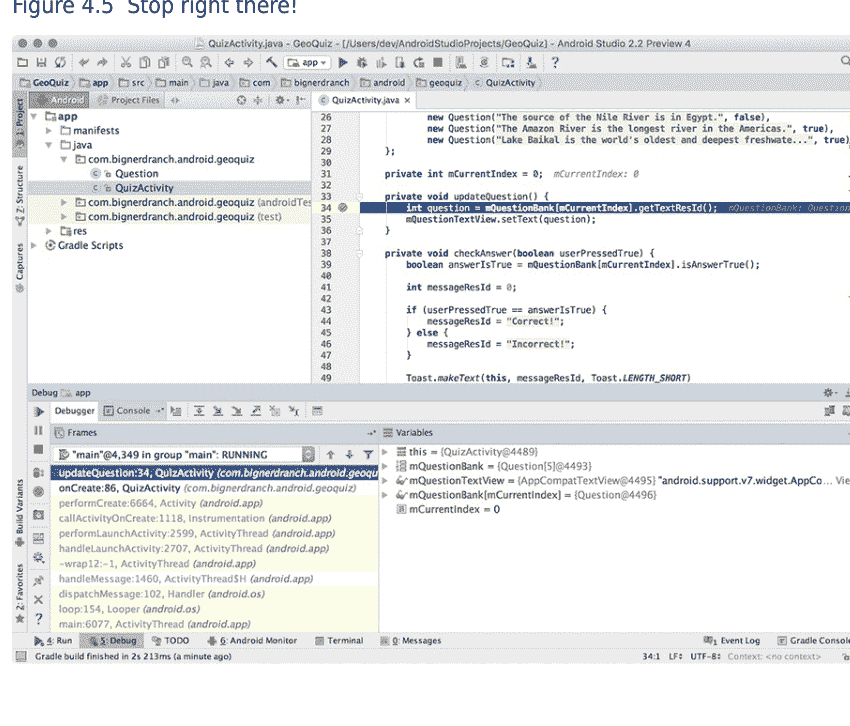 Figure 4.5 Stop right there!
QuizActivity.java - GeoQuiz - [/Users/dev/AndroidStudioProjects/GeoQuiz] - Android Studio 2.2 Preview 4
app
GeoQuiz app src main java com bignerdranch android geoquiz QuizActivity
1: Project
Z: Structure
Captures
Build Variants
2: Favorites
Android Project Files
app
manifests
java
com.bignerdranch.android.geoquiz
Question
QuizActivity
com.bignerdranch.android.geoquiz (androidTes
com.bignerdranch.android.geoquiz (test)
res
Gradle Scripts
QuizActivity.java
26 new Question("The source of the Nile River is in Egypt.", false),
27 new Question("The Amazon River is the longest river in the Americas.", true),
28 new Question("Lake Baikal is the world's oldest and deepest freshwate...", true)
29 };
30
31 private int mCurrentIndex = 0; mCurrentIndex: 0
32
33 private void updateQuestion() {
34 int question = mQuestionBank[mCurrentIndex].getTextResId(); mQuestionBank: Question
35 mQuestionTextView.setText(question);
36 }
37
38 private void checkAnswer(boolean userPressedTrue) {
39 boolean answerIsTrue = mQuestionBank[mCurrentIndex].isAnswerTrue();
40
41 int messageResId = 0;
42
43 if (userPressedTrue == answerIsTrue) {
44 messageResId = "Correct!";
45 } else {
46 messageResId = "Incorrect!";
47 }
48
49 Toast.makeText(this, messageResId, Toast.LENGTH_SHORT)
Debug app
Debugger Console
Frames
"main"@4,349 in group "main": RUNNING
updateQuestion:34, QuizActivity (com.bignerdranch.android.geoqu
onCreate:86, QuizActivity (com.bignerdranch.android.geoquiz)
performCreate:6664, Activity (android.app)
callActivityOnCreate:1118, Instrumentation (android.app)
performLaunchActivity:2599, ActivityThread (android.app)
handleLaunchActivity:2707, ActivityThread (android.app)
-wrap12:-1, ActivityThread (android.app)
handleMessage:1460, ActivityThread$H (android.app)
dispatchMessage:102, Handler (android.os)
loop:154, Looper (android.os)
main:6077, ActivityThread (android.app)
Variables
this = {QuizActivity@4489}
mQuestionBank = {Question[5]@4493}
mQuestionTextView = {AppCompatTextView@4495} "android.support.v7.widget.AppCo... Vie
mQuestionBank[mCurrentIndex] = {Question@4496}
mCurrentIndex = 0
4: Run 5: Debug TODO 6: Android Monitor Terminal 0: Messages Event Log Gradle Console
Gradle build finished in 2s 213ms (a minute ago) 34:1 LF÷ UTF-8÷ Context: <no context>